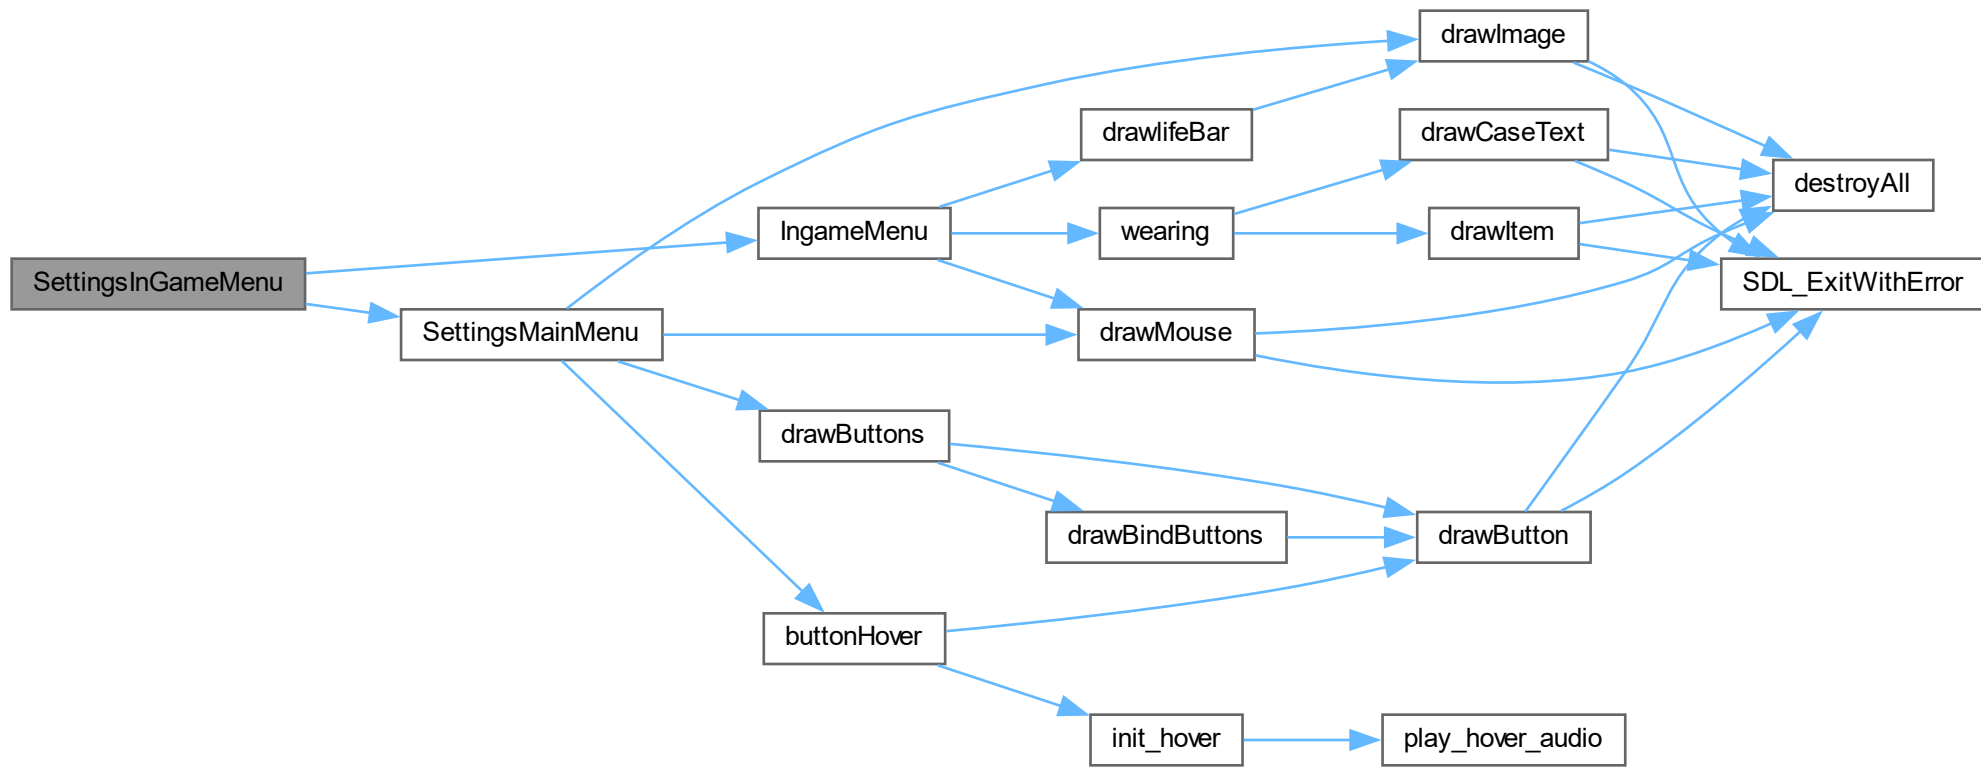 drawImage
drawlifeBar
drawCaseText
destroyAll
IngameMenu
wearing
drawItem
SettingsInGameMenu
SDL_ExitWithError
SettingsMainMenu
drawMouse
drawButtons
drawBindButtons
drawButton
buttonHover
init_hover
play_hover_audio